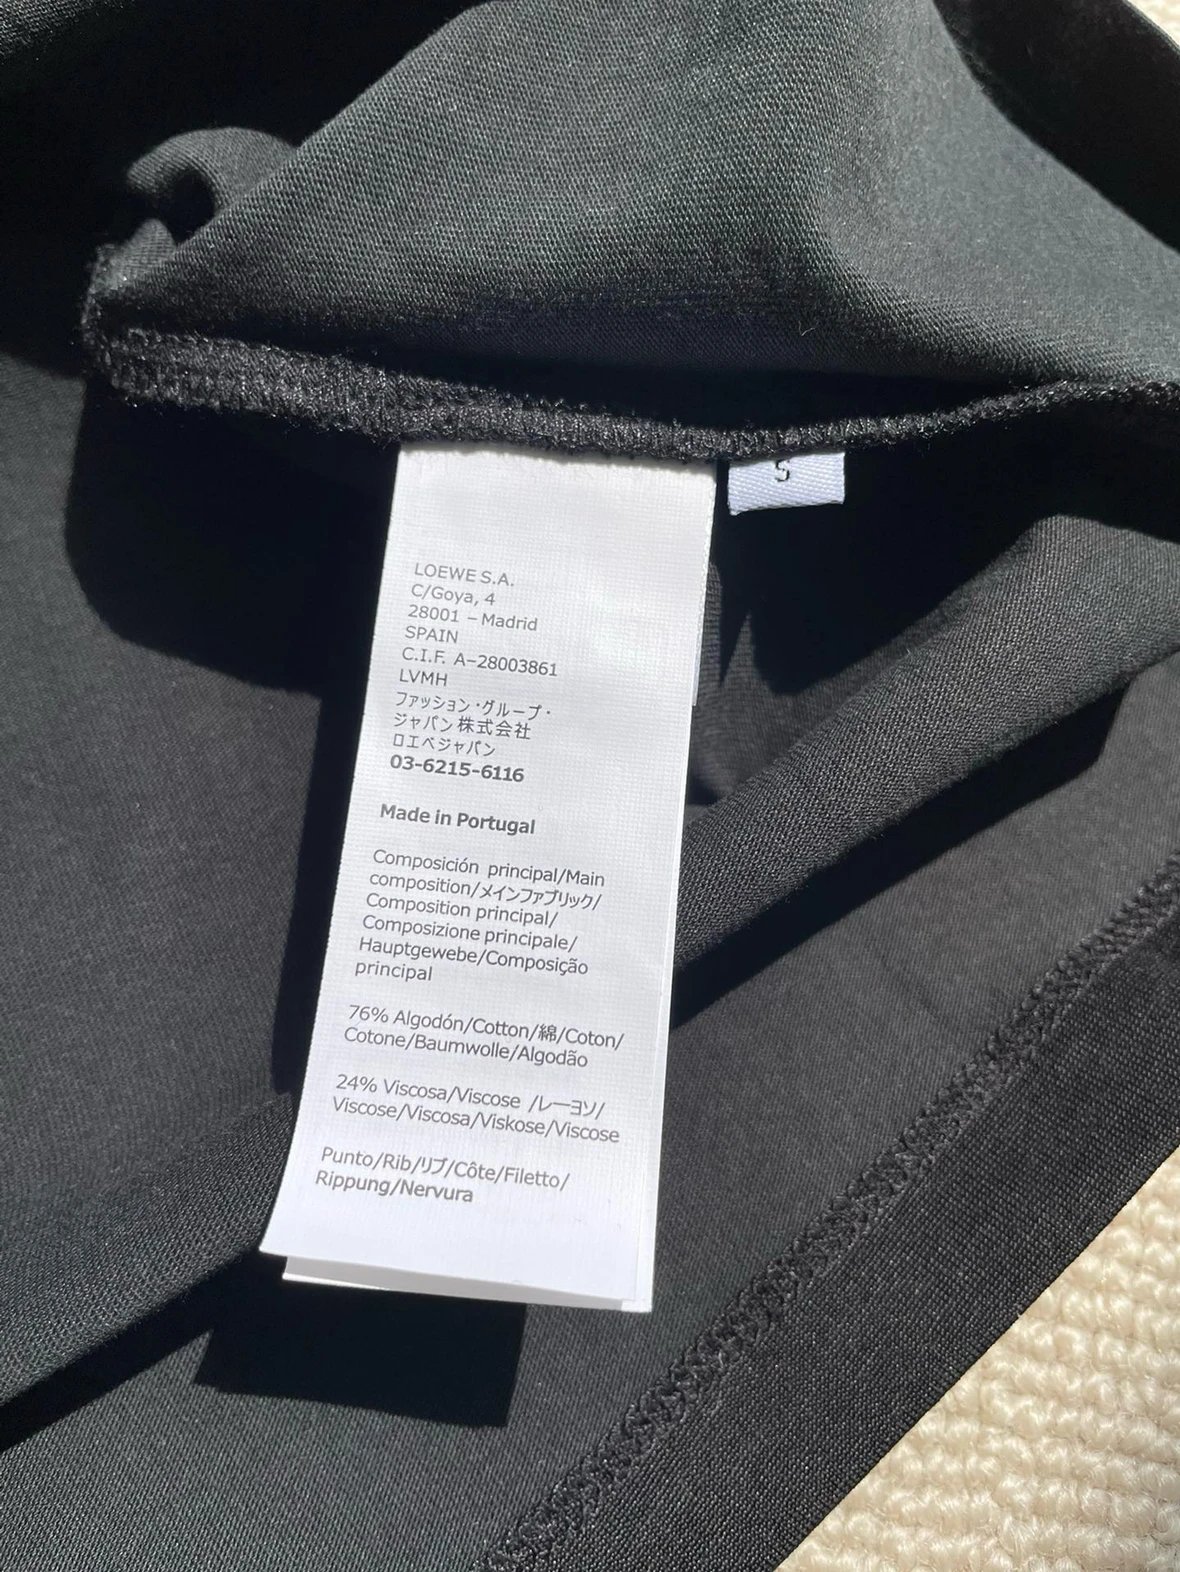 S
LOEWE S.A.
C/Goya, 4
28001 – Madrid
SPAIN
C.I.F. A–28003861
LVMH
ファッション・グループ・
ジャパン株式会社
ロエベジャパン
03-6215-6116
Made in Portugal
Composición principal/Main
composition/メインファブリック/
Composition principal/
Composizione principale/
Hauptgewebe/Composição
principal
76% Algodón/Cotton/綿/Coton/
Cotone/Baumwolle/Algodão
24% Viscosa/Viscose /レーヨン/
Viscose/Viscosa/Viskose/Viscose
Punto/Rib/リブ/Côte/Filetto/
Rippung/Nervura